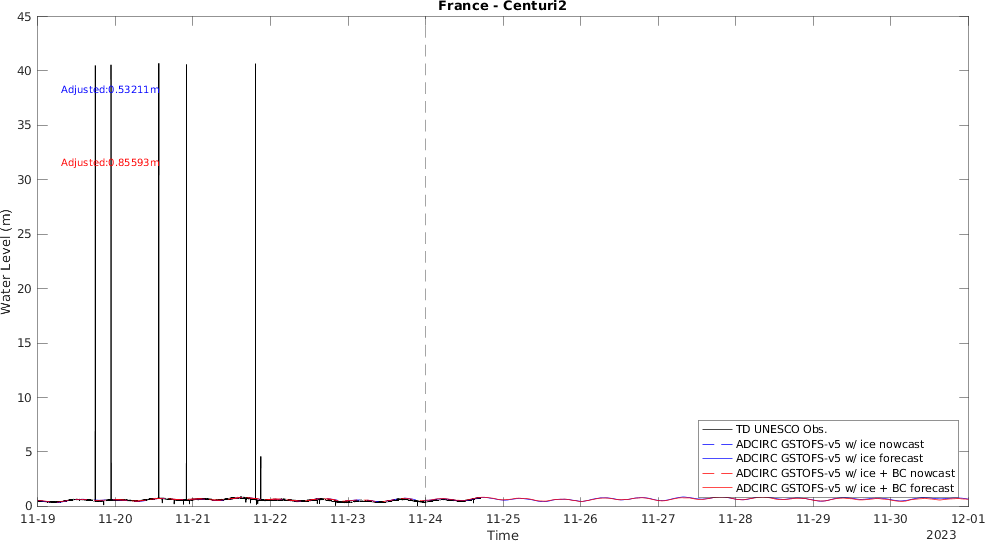 France - Centuri2
45
40
35
30
25
20
15
10
5
0
Water Level (m)
Adjusted:0.53211m
Adjusted:0.85593m
TD UNESCO Obs.
ADCIRC GSTOFS-v5 w/ ice nowcast
ADCIRC GSTOFS-v5 w/ ice forecast
ADCIRC GSTOFS-v5 w/ ice + BC nowcast
ADCIRC GSTOFS-v5 w/ ice + BC forecast
11-19 11-20 11-21 11-22 11-23 11-24 11-25 11-26 11-27 11-28 11-29 11-30 12-01
Time
2023